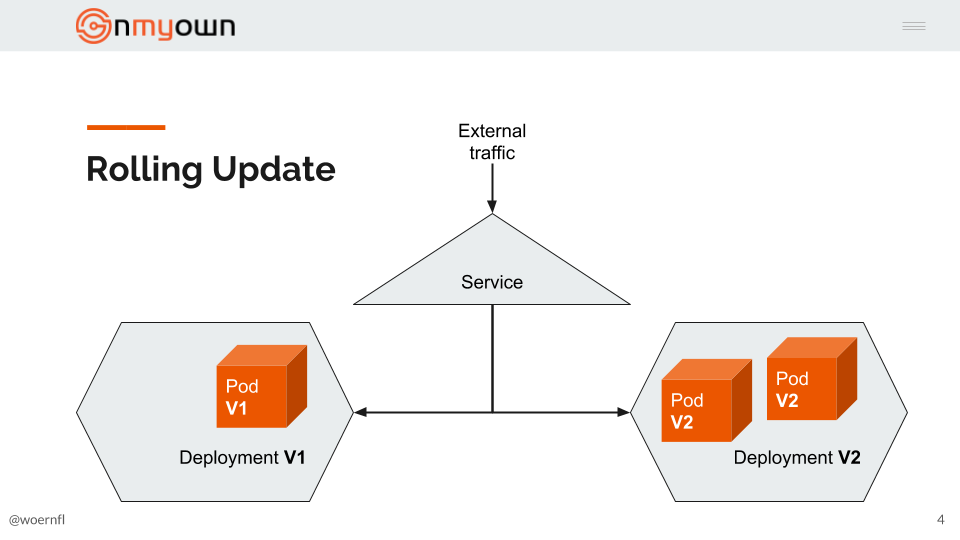 Onmyown
Rolling Update
External
traffic
Service
Pod
V1
Deployment V1
Pod
V2
Pod
V2
Deployment V2
@woernfl
4